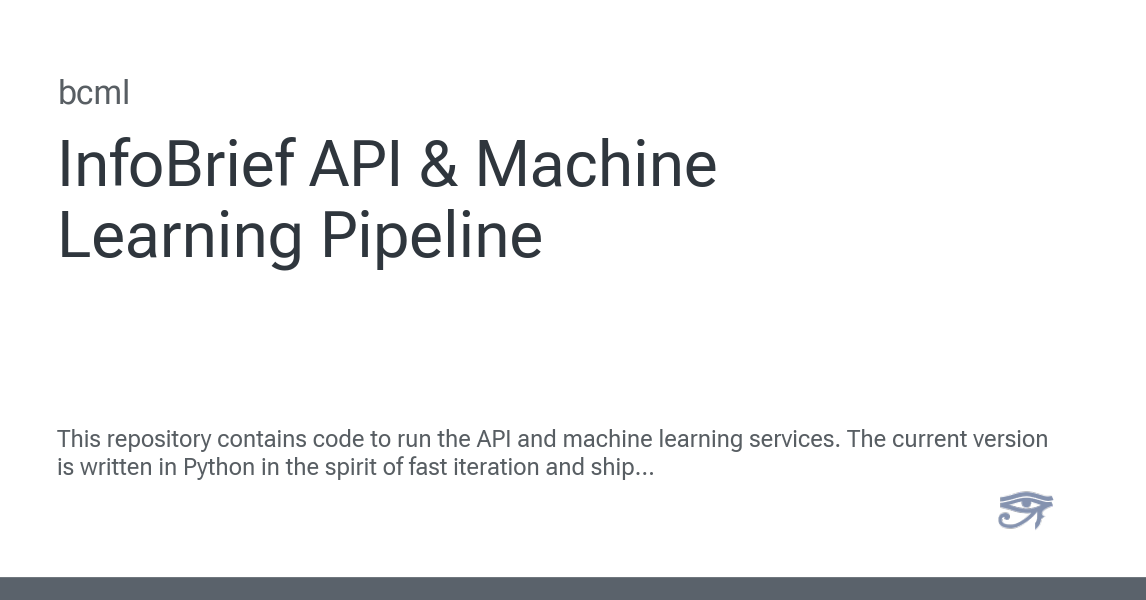 bcml
InfoBrief API & Machine
Learning Pipeline
This repository contains code to run the API and machine learning services. The current version
is written in Python in the spirit of fast iteration and ship...